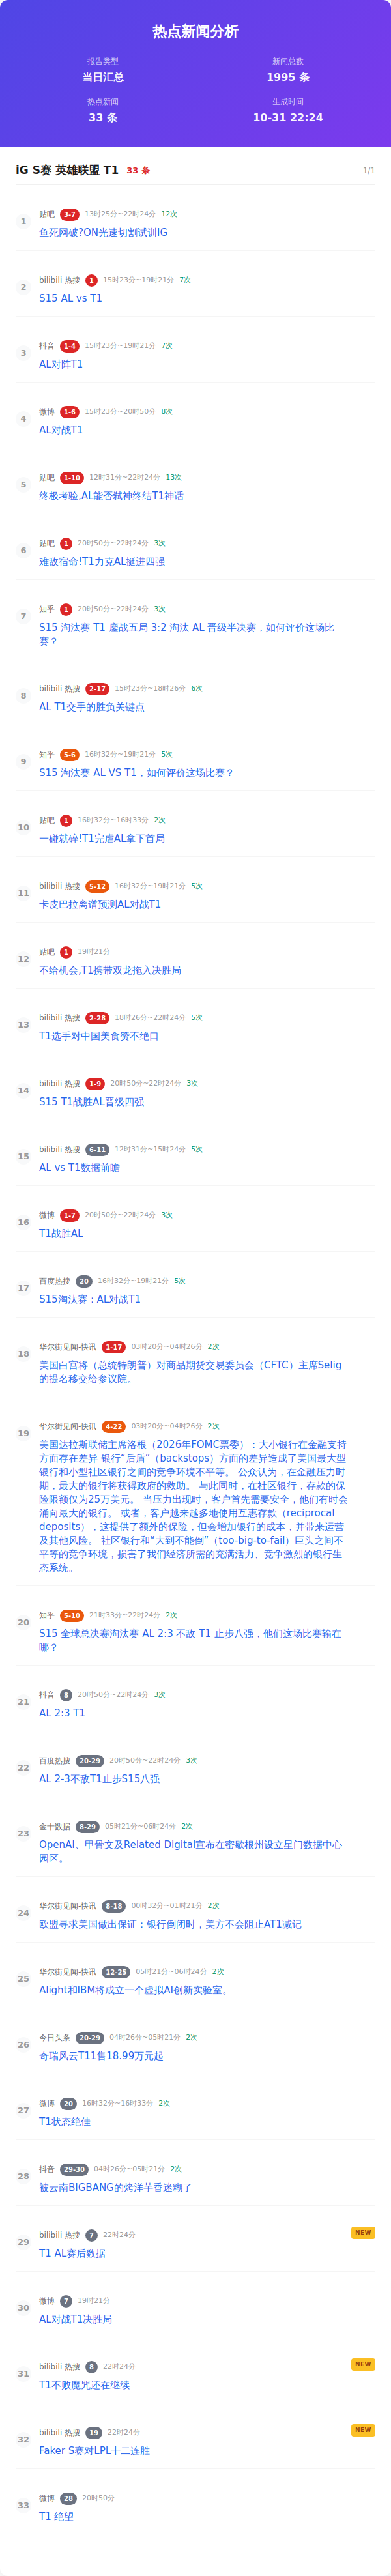 热点新闻分析
报告类型
新闻总数
当日汇总
1995 条
热点新闻
生成时间
33 条
10-31 22:24
iG S赛 英雄联盟 T1 33 条 1/1
1
贴吧 3-7 13时25分~22时24分 12次
鱼死网破?ON光速切割试训IG
2
bilibili 热搜 1 15时23分~19时21分 7次
S15 AL vs T1
3
抖音 1-4 15时23分~19时21分 7次
AL对阵T1
4
微博 1-6 15时23分~20时50分 8次
AL对战T1
5
贴吧 1-10 12时31分~22时24分 13次
终极考验,AL能否弑神终结T1神话
6
贴吧 1 20时50分~22时24分 3次
难敌宿命!T1力克AL挺进四强
7
知乎 1 20时50分~22时24分 3次
S15 淘汰赛 T1 鏖战五局 3:2 淘汰 AL 晋级半决赛，如何评价这场比
赛？
8
bilibili 热搜 2-17 15时23分~18时26分 6次
AL T1交手的胜负关键点
9
知乎 5-6 16时32分~19时21分 5次
S15 淘汰赛 AL VS T1，如何评价这场比赛？
10
贴吧 1 16时32分~16时33分 2次
一碰就碎!T1完虐AL拿下首局
11
bilibili 热搜 5-12 16时32分~19时21分 5次
卡皮巴拉离谱预测AL对战T1
12
贴吧 1 19时21分
不给机会,T1携带双龙拖入决胜局
13
bilibili 热搜 2-28 18时26分~22时24分 5次
T1选手对中国美食赞不绝口
14
bilibili 热搜 1-9 20时50分~22时24分 3次
S15 T1战胜AL晋级四强
15
bilibili 热搜 6-11 12时31分~15时24分 5次
AL vs T1数据前瞻
16
微博 1-7 20时50分~22时24分 3次
T1战胜AL
17
百度热搜 20 16时32分~19时21分 5次
S15淘汰赛：AL对战T1
18
华尔街见闻-快讯 1-17 03时20分~04时26分 2次
美国白宫将（总统特朗普）对商品期货交易委员会（CFTC）主席Selig
的提名移交给参议院。
19
华尔街见闻-快讯 4-22 03时20分~04时26分 2次
美国达拉斯联储主席洛根（2026年FOMC票委）：大小银行在金融支持
方面存在差异 银行“后盾”（backstops）方面的差异造成了美国最大型
银行和小型社区银行之间的竞争环境不平等。 公众认为，在金融压力时
期，最大的银行将获得政府的救助。 与此同时，在社区银行，存款的保
险限额仅为25万美元。 当压力出现时，客户首先需要安全，他们有时会
涌向最大的银行。 或者，客户越来越多地使用互惠存款（reciprocal
deposits），这提供了额外的保险，但会增加银行的成本，并带来运营
及其他风险。 社区银行和“大到不能倒”（too-big-to-fail）巨头之间不
平等的竞争环境，损害了我们经济所需的充满活力、竞争激烈的银行生
态系统。
20
知乎 5-10 21时33分~22时24分 2次
S15 全球总决赛淘汰赛 AL 2:3 不敌 T1 止步八强，他们这场比赛输在
哪？
21
抖音 8 20时50分~22时24分 3次
AL 2:3 T1
22
百度热搜 20-29 20时50分~22时24分 3次
AL 2-3不敌T1止步S15八强
23
金十数据 8-29 05时21分~06时24分 2次
OpenAI、甲骨文及Related Digital宣布在密歇根州设立星门数据中心
园区。
24
华尔街见闻-快讯 8-18 00时32分~01时21分 2次
欧盟寻求美国做出保证：银行倒闭时，美方不会阻止AT1减记
25
华尔街见闻-快讯 12-25 05时21分~06时24分 2次
Alight和IBM将成立一个虚拟AI创新实验室。
26
今日头条 20-29 04时26分~05时21分 2次
奇瑞风云T11售18.99万元起
27
微博 20 16时32分~16时33分 2次
T1状态绝佳
28
抖音 29-30 04时26分~05时21分 2次
被云南BIGBANG的烤洋芋香迷糊了
29
bilibili 热搜 7 22时24分 NEW
T1 AL赛后数据
30
微博 7 19时21分
AL对战T1决胜局
31
bilibili 热搜 8 22时24分 NEW
T1不败魔咒还在继续
32
bilibili 热搜 19 22时24分 NEW
Faker S赛对LPL十二连胜
33
微博 28 20时50分
T1 绝望